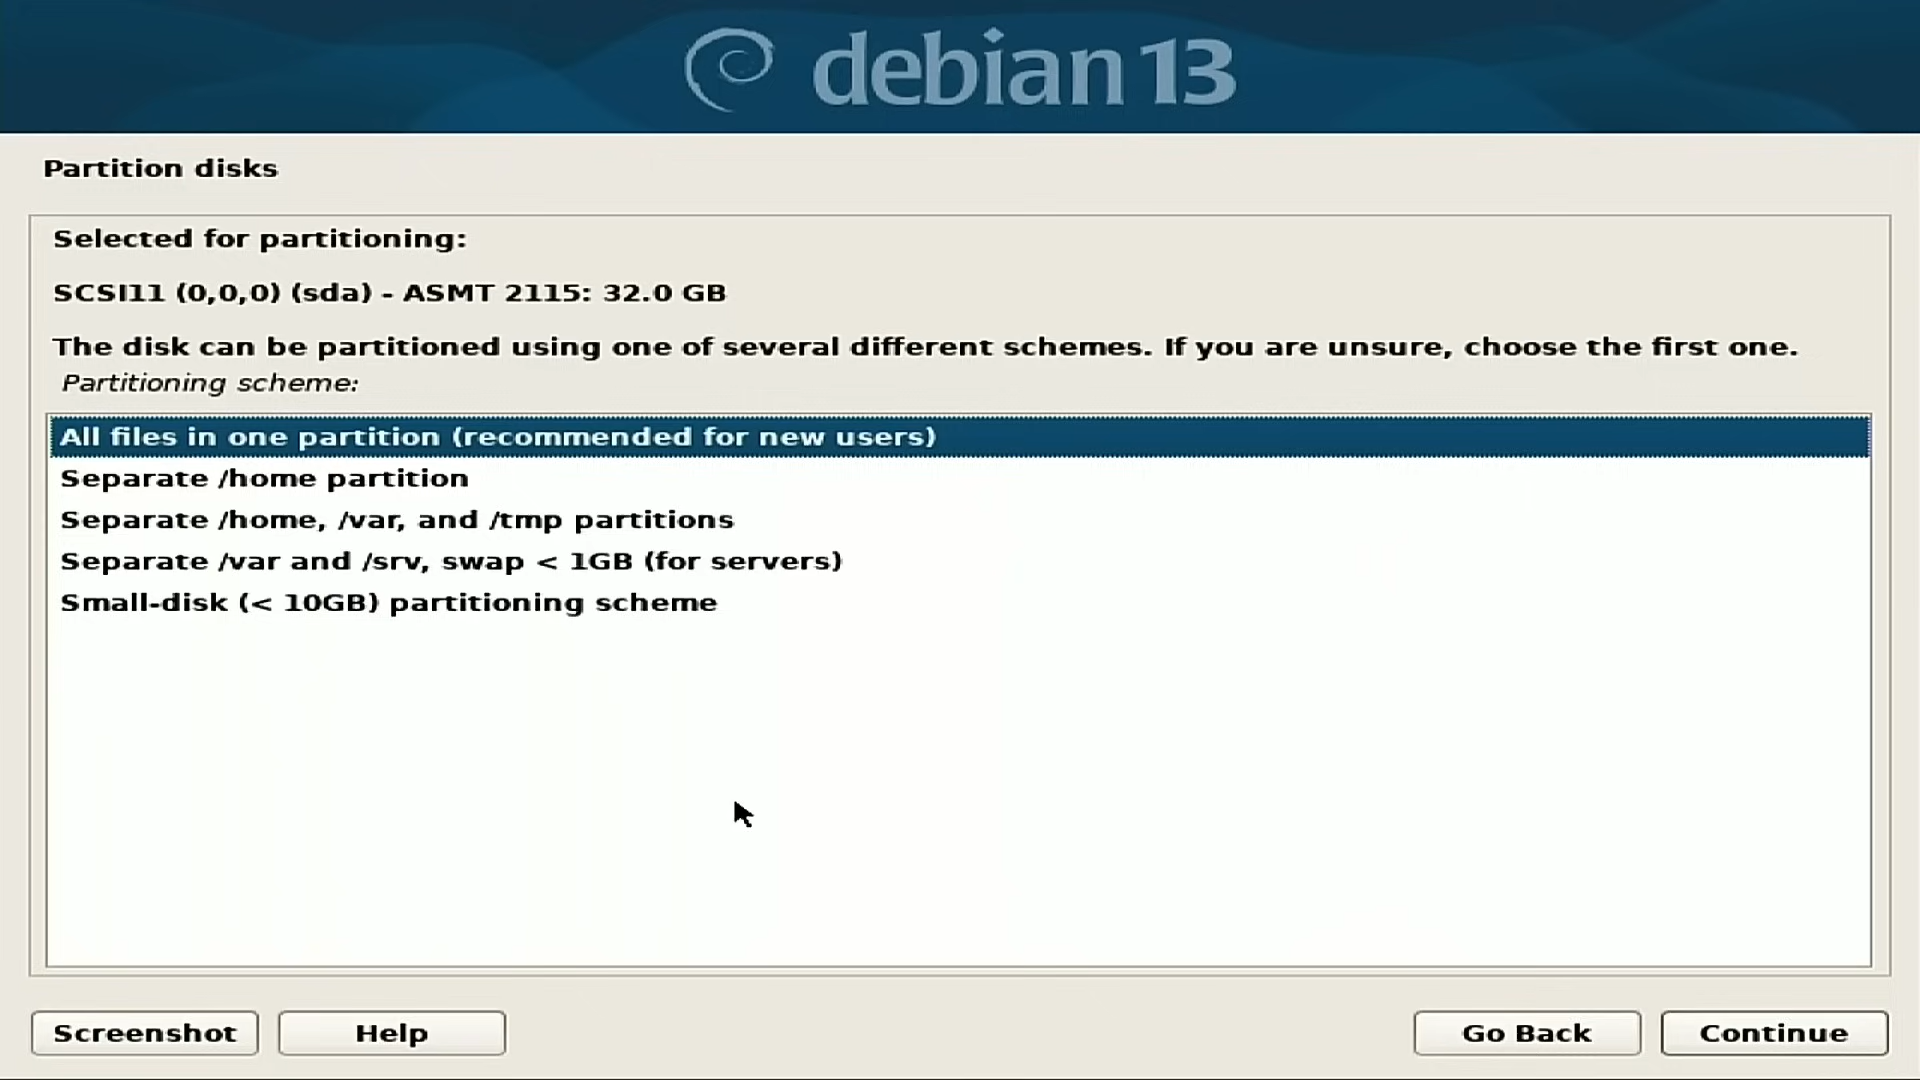 debian 13
Partition disks
Selected for partitioning:
SCSI11 (0,0,0) (sda) - ASMT 2115: 32.0 GB
The disk can be partitioned using one of several different schemes. If you are unsure, choose the first one.
Partitioning scheme:
All files in one partition (recommended for new users)
Separate /home partition
Separate /home, /var, and /tmp partitions
Separate /var and /srv, swap < 1GB (for servers)
Small-disk (< 10GB) partitioning scheme
Screenshot Help Go Back Continue